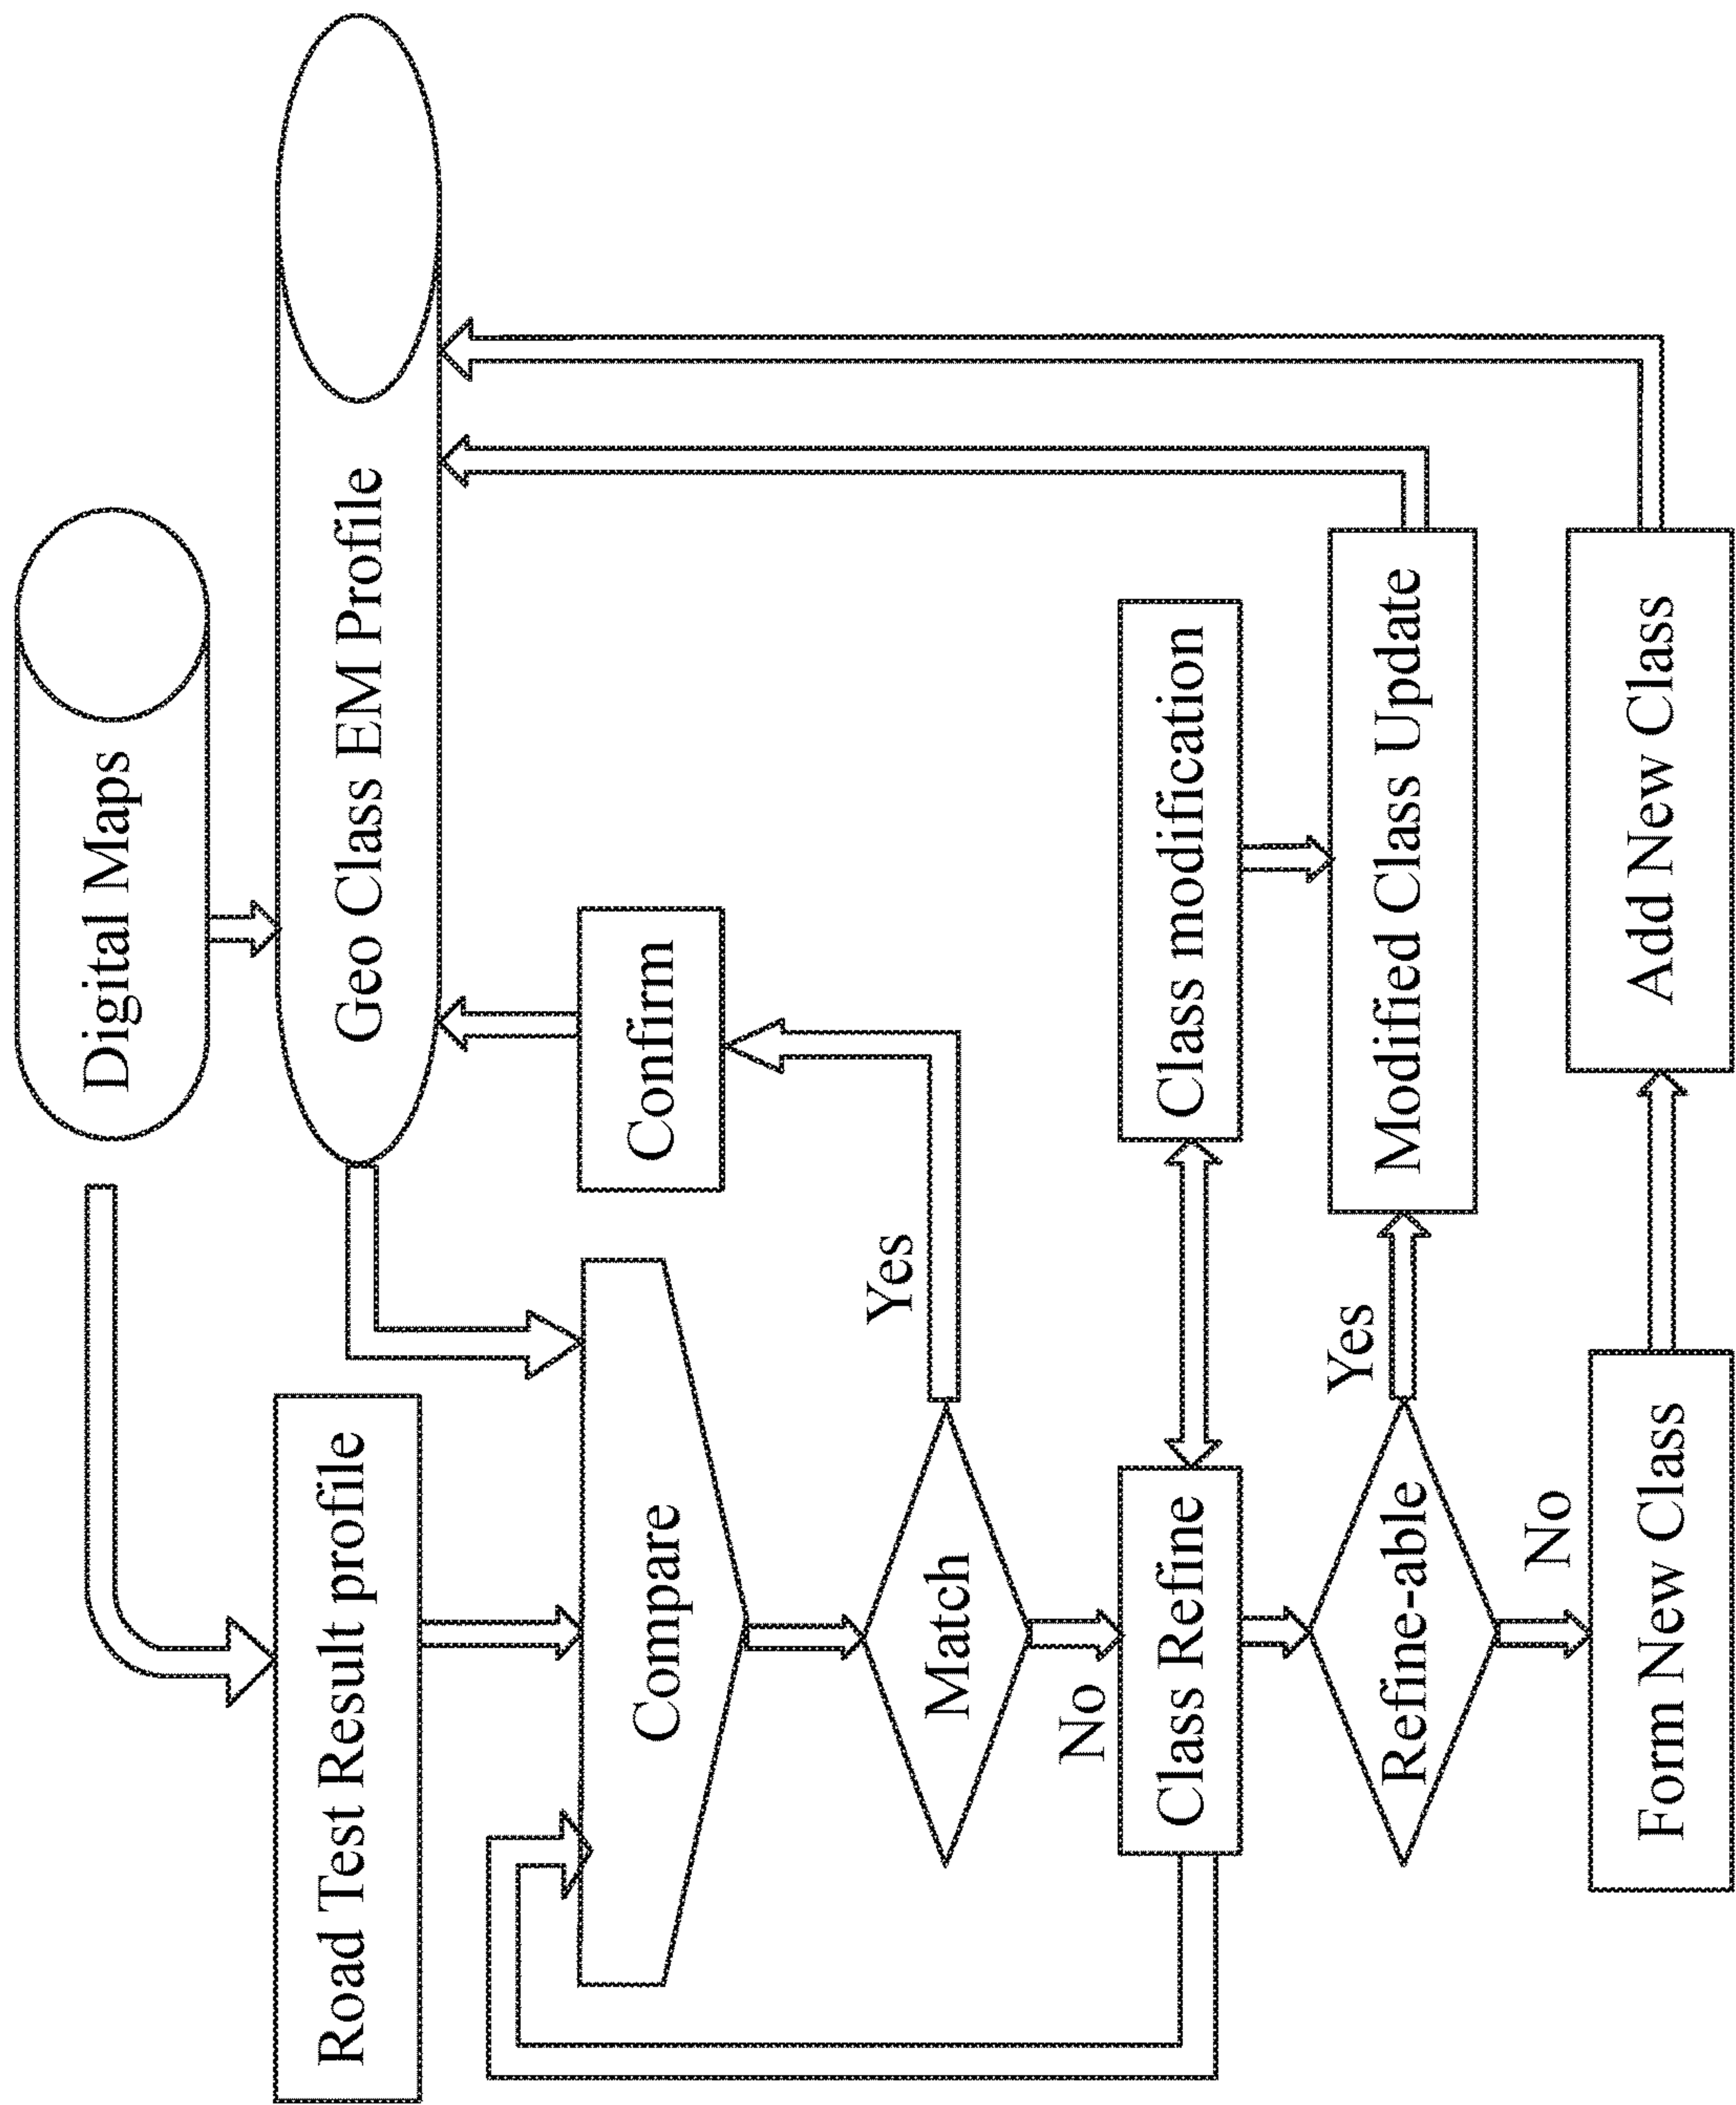 Digital Maps
Geo Class EM Profile
Road Test Result profile
Compare
Confirm
Match
Yes
No
Class Refine
Class modification
Refine-able
Yes
Modified Class Update
No
Form New Class
Add New Class